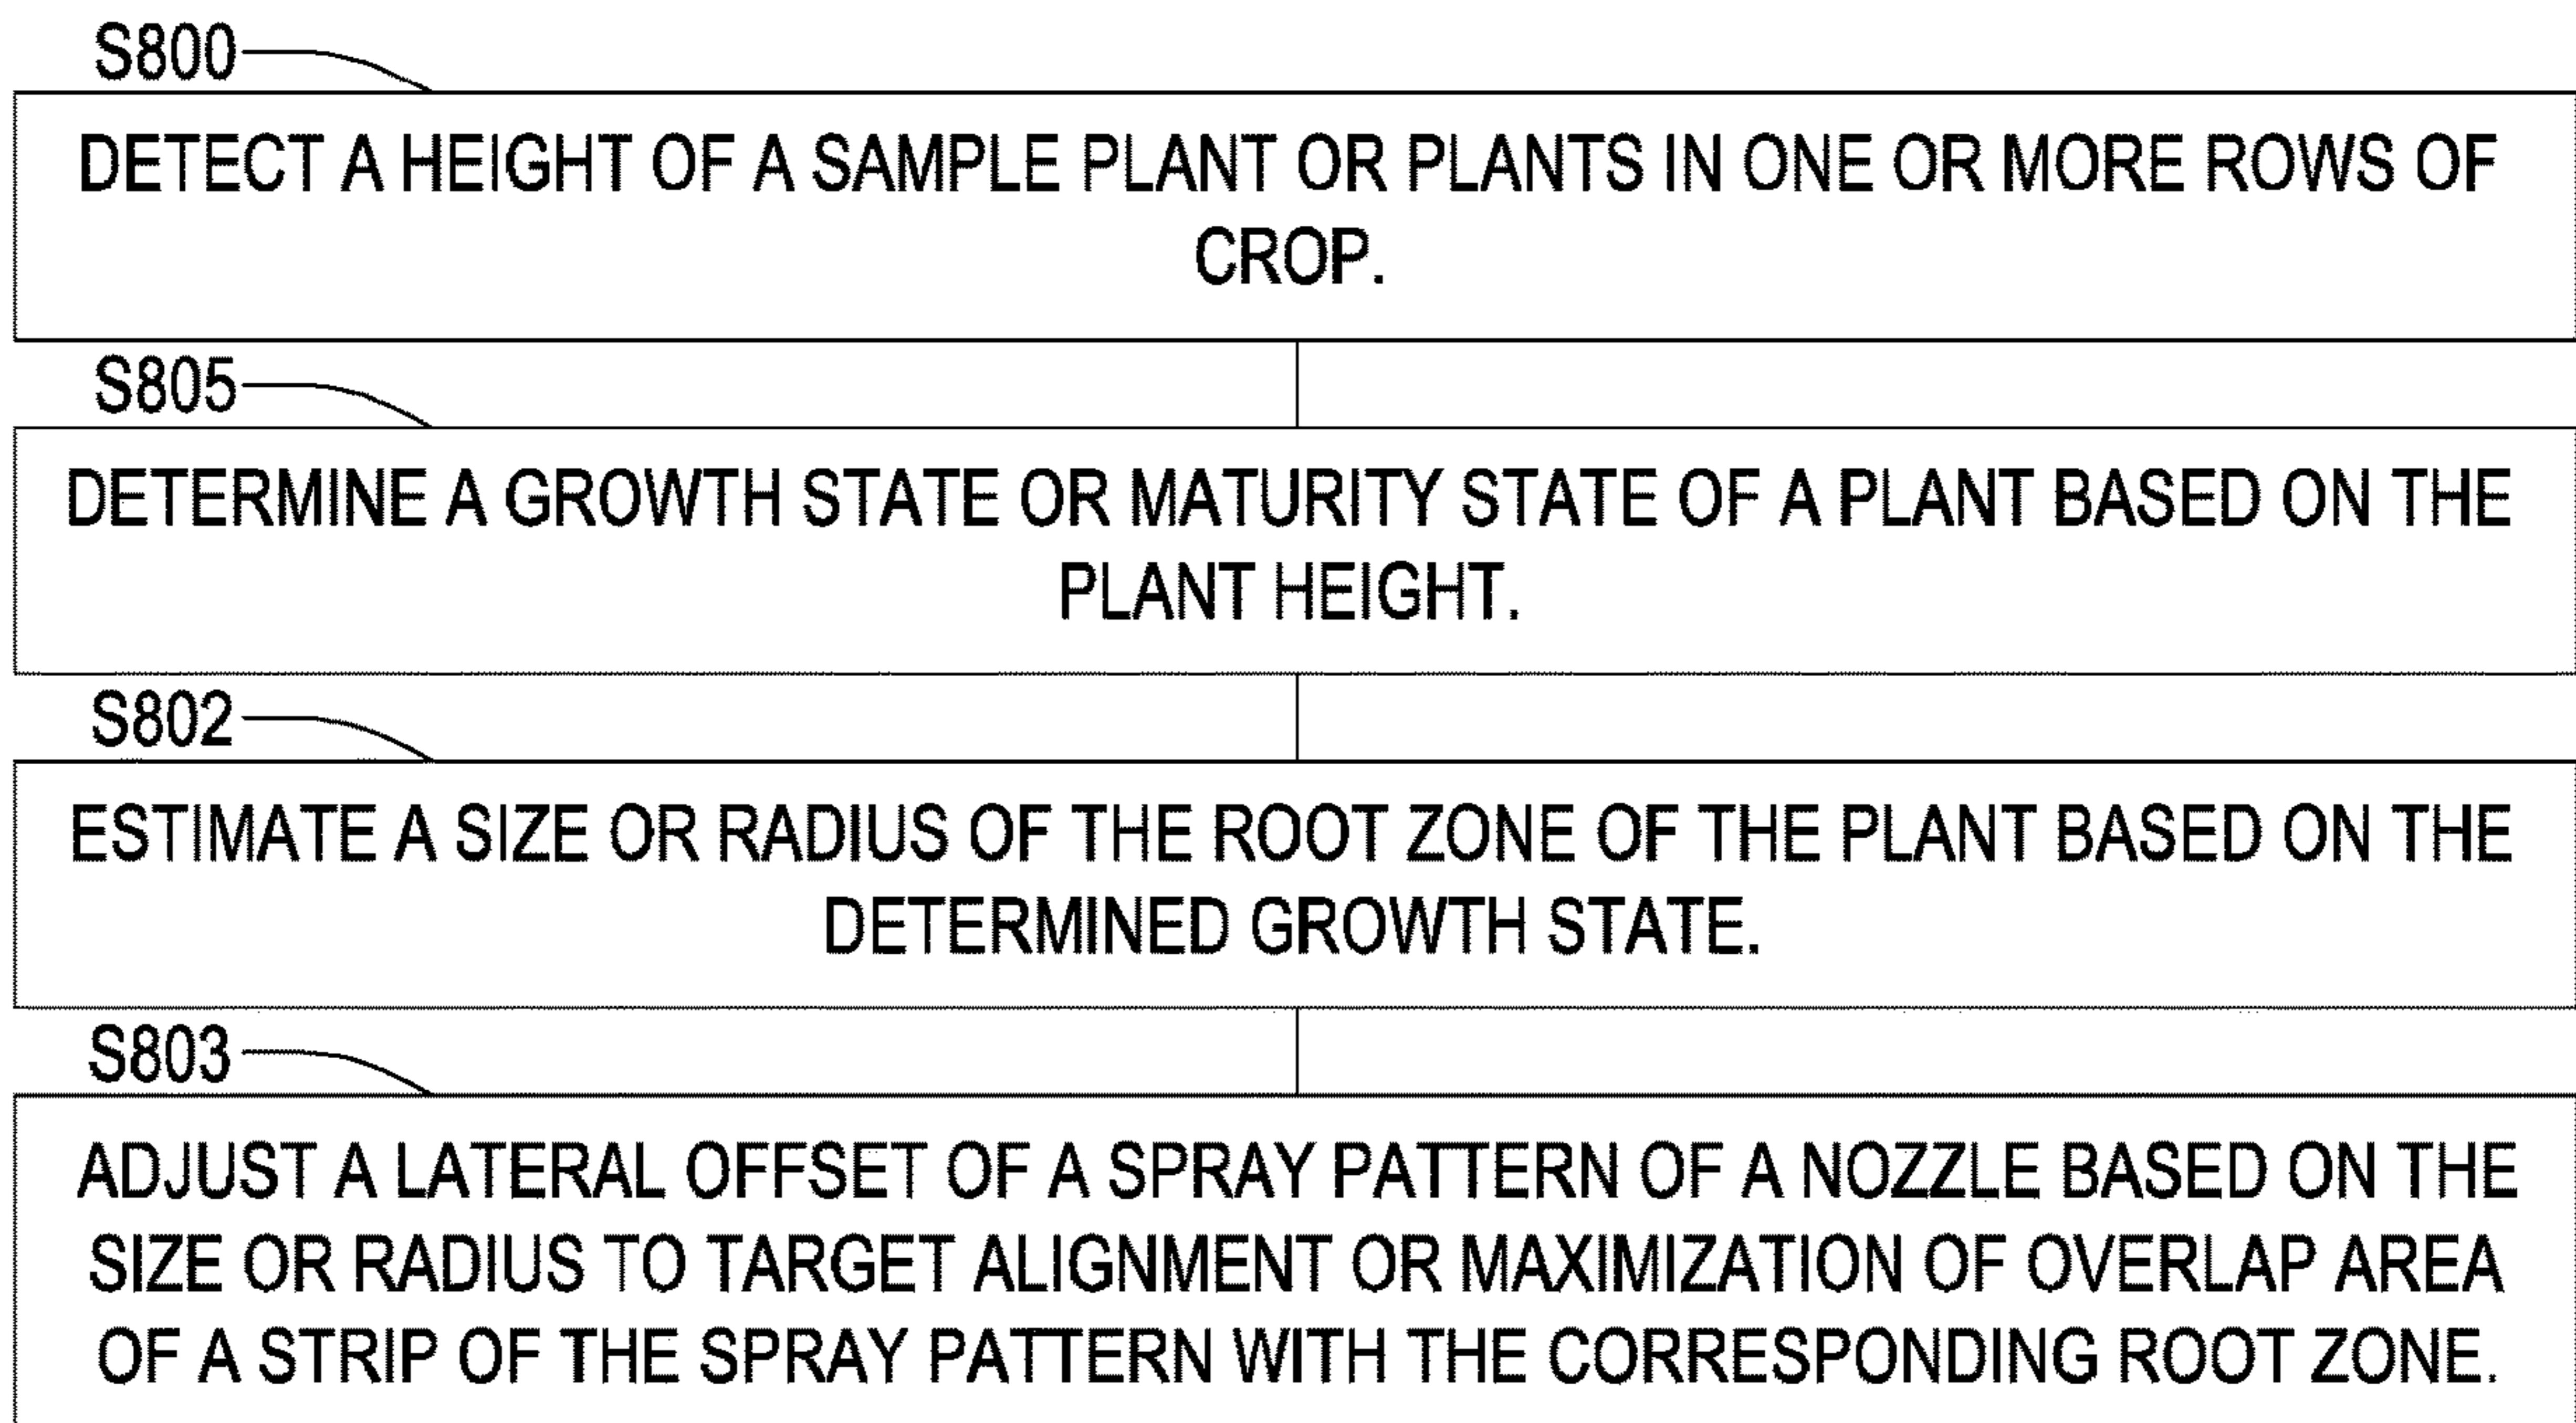 S800
DETECT A HEIGHT OF A SAMPLE PLANT OR PLANTS IN ONE OR MORE ROWS OF
CROP.
S805
DETERMINE A GROWTH STATE OR MATURITY STATE OF A PLANT BASED ON THE
PLANT HEIGHT.
S802
ESTIMATE A SIZE OR RADIUS OF THE ROOT ZONE OF THE PLANT BASED ON THE
DETERMINED GROWTH STATE.
S803
ADJUST A LATERAL OFFSET OF A SPRAY PATTERN OF A NOZZLE BASED ON THE
SIZE OR RADIUS TO TARGET ALIGNMENT OR MAXIMIZATION OF OVERLAP AREA
OF A STRIP OF THE SPRAY PATTERN WITH THE CORRESPONDING ROOT ZONE.